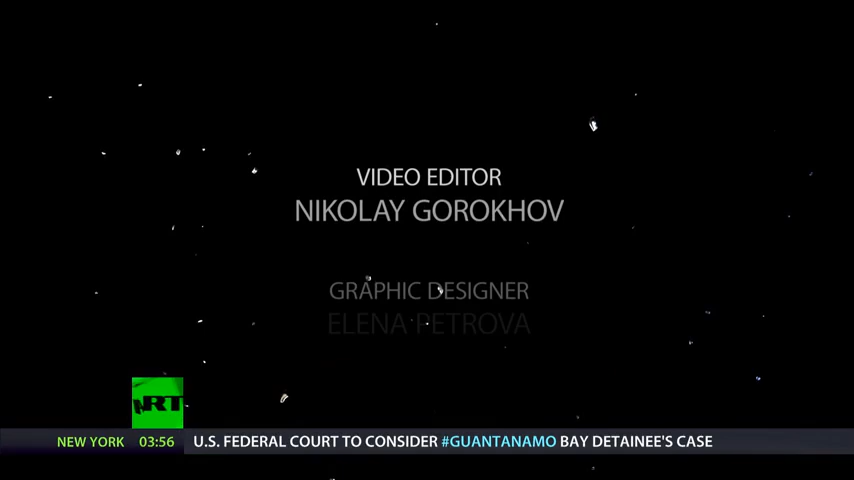 VIDEO EDITOR
NIKOLAY GOROKHOV
GRAPHIC DESIGNER
ELENA PETROVA
RT
NEW YORK 03:56 U.S. FEDERAL COURT TO CONSIDER #GUANTANAMO BAY DETAINEE'S CASE